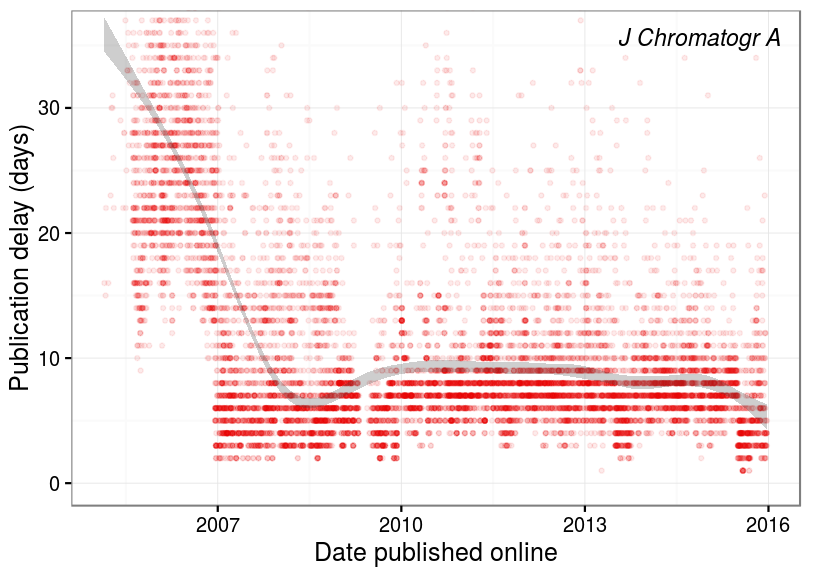 J Chromatogr A
Publication delay (days)
30
20
10
0
2007 2010 2013 2016
Date published online